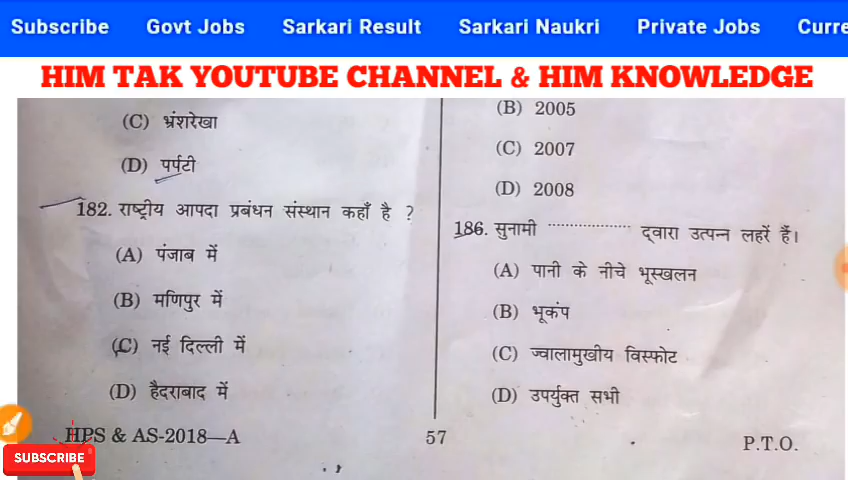 Subscribe Govt Jobs Sarkari Result Sarkari Naukri Private Jobs Curre
HIM TAK YOUTUBE CHANNEL & HIM KNOWLEDGE
(C) भ्रंशरेखा
(D) पर्पटी
182. राष्ट्रीय आपदा प्रबंधन संस्थान कहाँ है ?
(A) पंजाब में
(B) मणिपुर में
(C) नई दिल्ली में
(D) हैदराबाद में
HPS & AS-2018—A
(B) 2005
(C) 2007
(D) 2008
186. सुनामी ................... द्वारा उत्पन्न लहरें हैं।
(A) पानी के नीचे भूस्खलन
(B) भूकंप
(C) ज्वालामुखीय विस्फोट
(D) उपर्युक्त सभी
57
P.T.O.
SUBSCRIBE